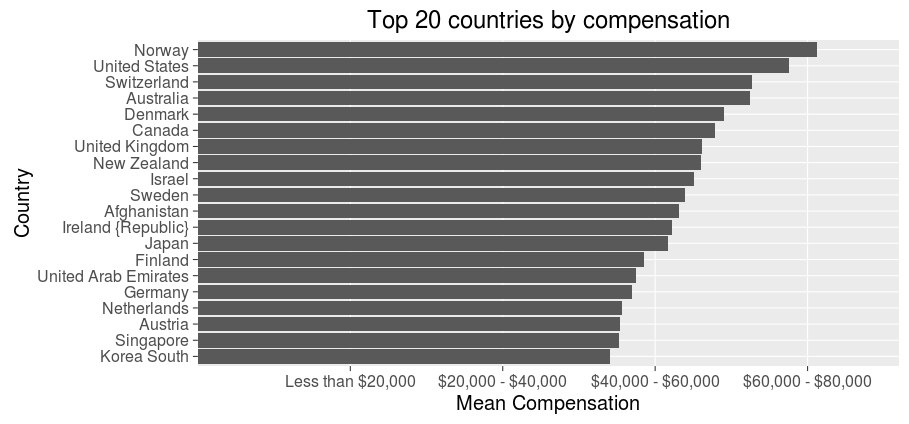 Top 20 countries by compensation
Country
Norway
United States
Switzerland
Australia
Denmark
Canada
United Kingdom
New Zealand
Israel
Sweden
Afghanistan
Ireland {Republic}
Japan
Finland
United Arab Emirates
Germany
Netherlands
Austria
Singapore
Korea South
Less than $20,000 $20,000 - $40,000 $40,000 - $60,000 $60,000 - $80,000
Mean Compensation